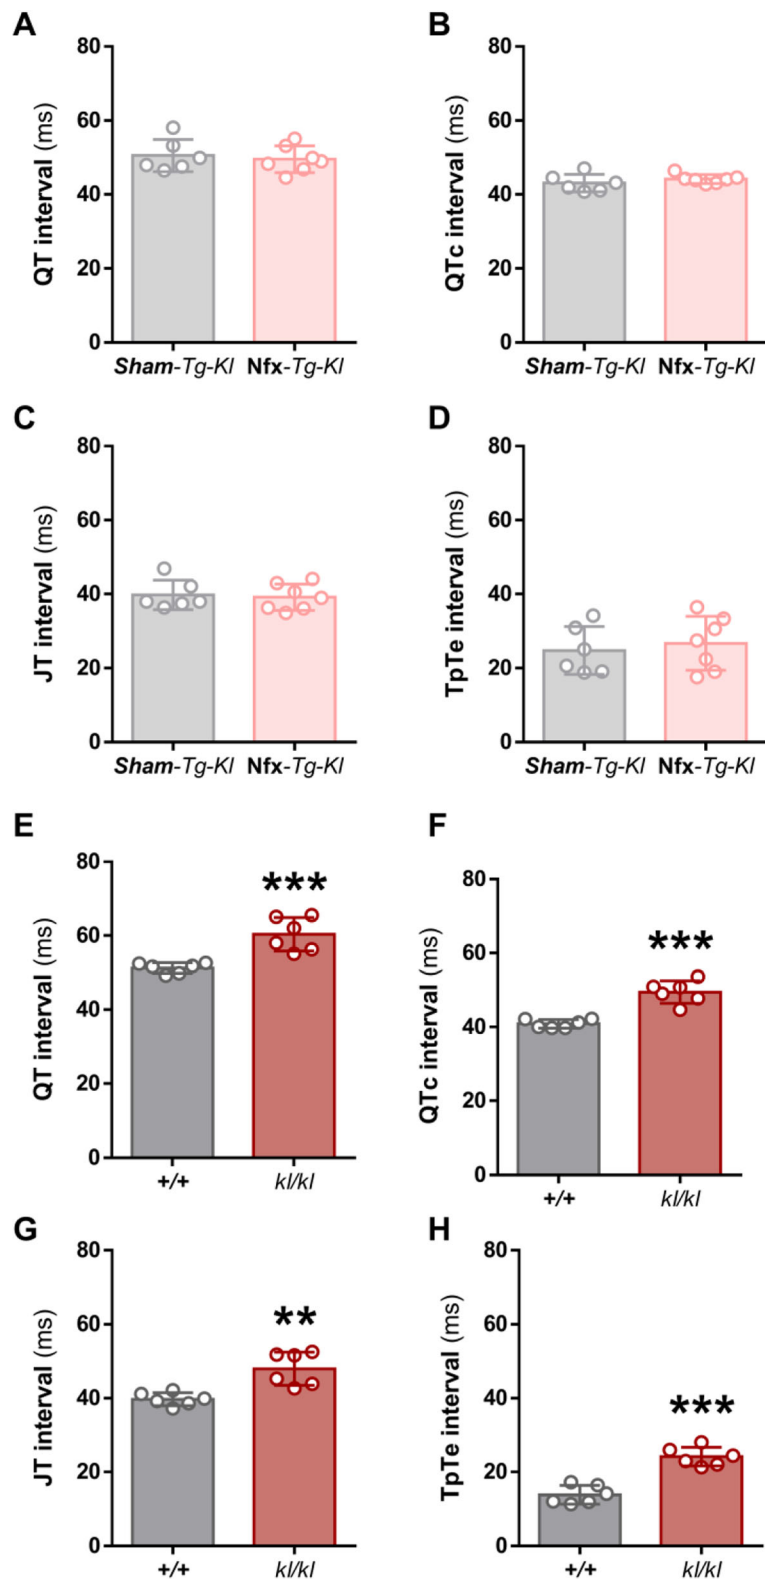 A
QT interval (ms)
80
60
40
20
0
Sham-Tg-Kl Nfx-Tg-Kl
B
QTc interval (ms)
80
60
40
20
0
Sham-Tg-Kl Nfx-Tg-Kl
C
JT interval (ms)
80
60
40
20
0
Sham-Tg-Kl Nfx-Tg-Kl
D
TpTe interval (ms)
80
60
40
20
0
Sham-Tg-Kl Nfx-Tg-Kl
E
QT interval (ms)
80
60
40
20
0
***
+/+ kl/kl
F
QTc interval (ms)
80
60
40
20
0
***
+/+ kl/kl
G
JT interval (ms)
80
60
40
20
0
**
+/+ kl/kl
H
TpTe interval (ms)
80
60
40
20
0
***
+/+ kl/kl